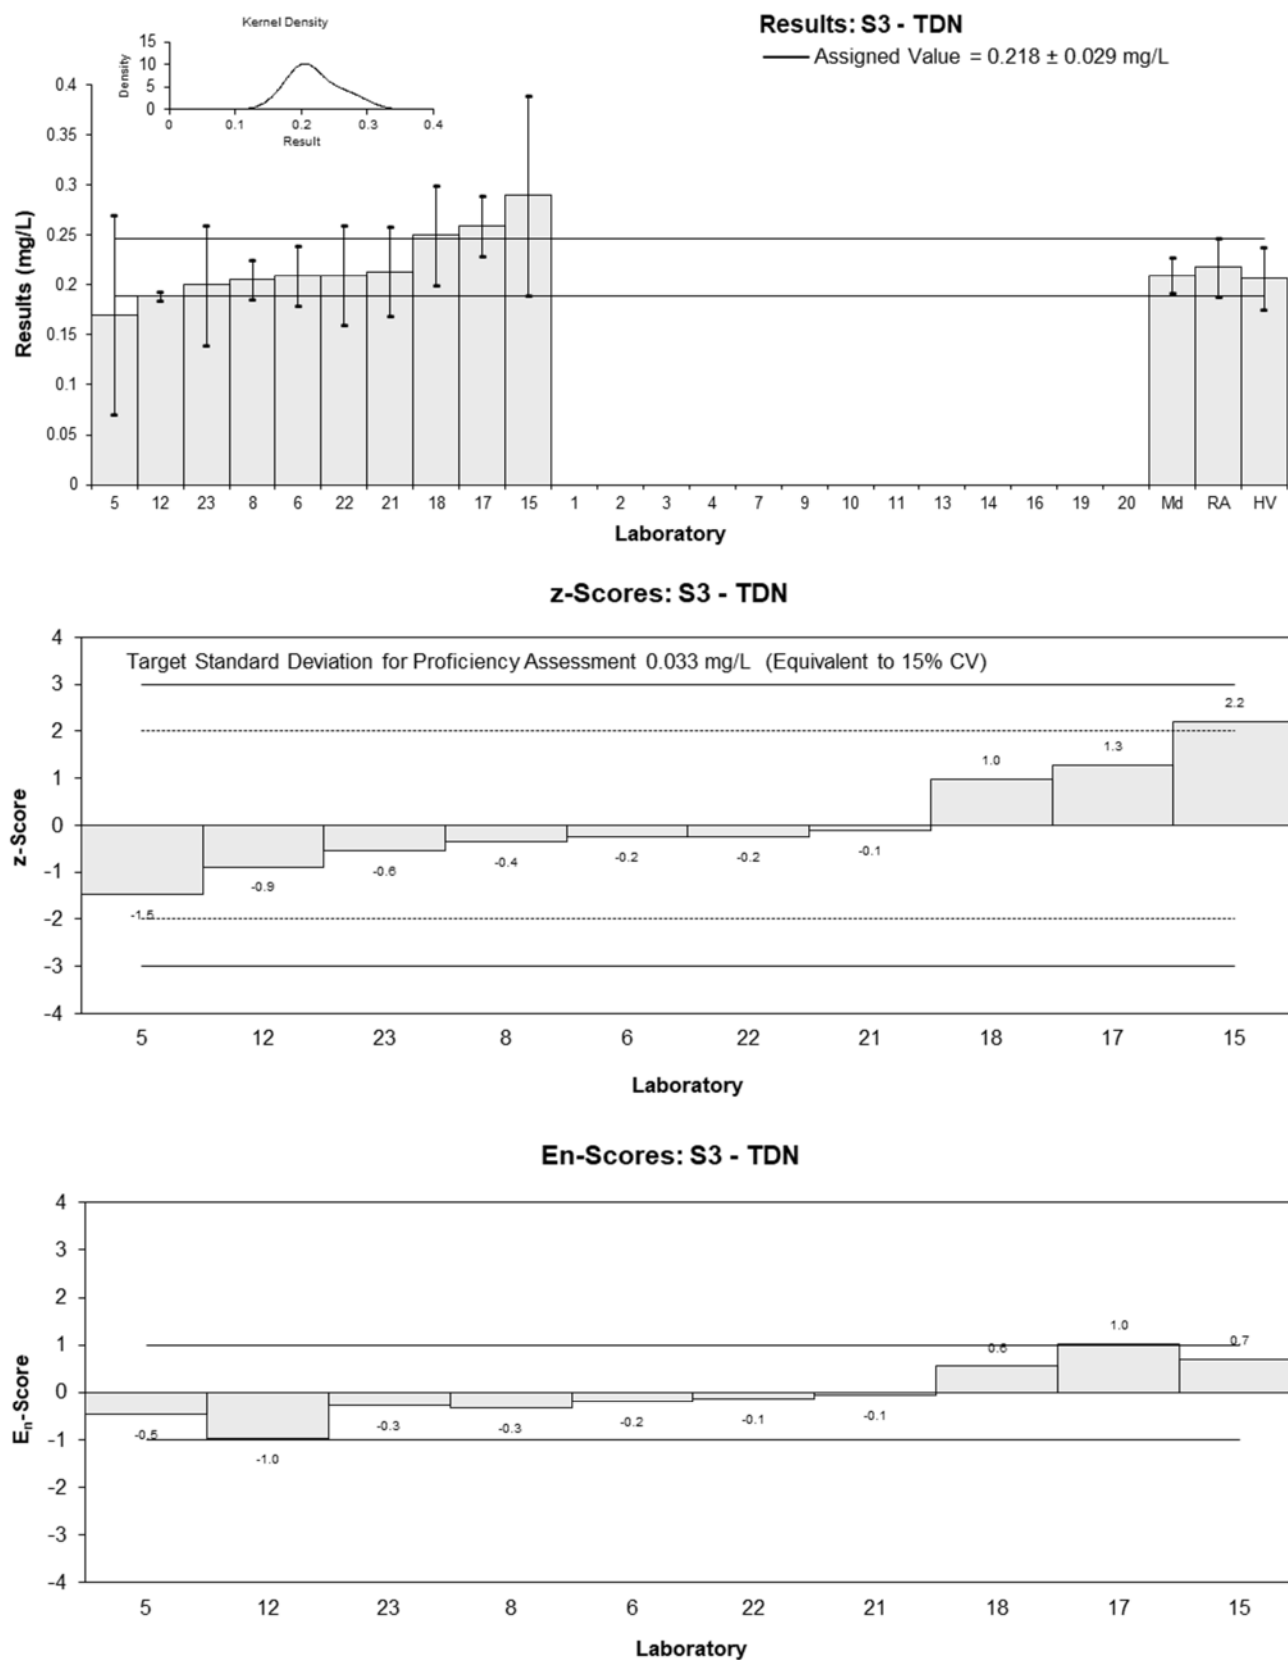 Kernel Density
Results: S3 - TDN
Assigned Value = 0.218 ± 0.029 mg/L
15
10
5
0
Density
0 0.1 0.2 0.3 0.4
Result
0.4
0.35
0.3
0.25
0.2
0.15
0.1
0.05
0
Results (mg/L)
5 12 23 8 6 22 21 18 17 15 1 2 3 4 7 9 10 11 13 14 16 19 20 Md RA HV
Laboratory
z-Scores: S3 - TDN
Target Standard Deviation for Proficiency Assessment 0.033 mg/L (Equivalent to 15% CV)
4
3
2
1
0
-1
-2
-3
-4
z-Score
-1.5 -0.9 -0.6 -0.4 -0.2 -0.2 -0.1 1.0 1.3 2.2
5 12 23 8 6 22 21 18 17 15
Laboratory
En-Scores: S3 - TDN
4
3
2
1
0
-1
-2
-3
-4
En-Score
-0.5 -1.0 -0.3 -0.3 -0.2 -0.1 -0.1 0.6 1.0 0.7
5 12 23 8 6 22 21 18 17 15
Laboratory